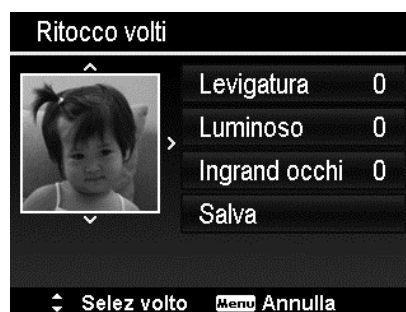 Ritocco volti
Levigatura 0
Luminoso 0
Ingrand occhi 0
Salva
Selez volto Menu Annulla